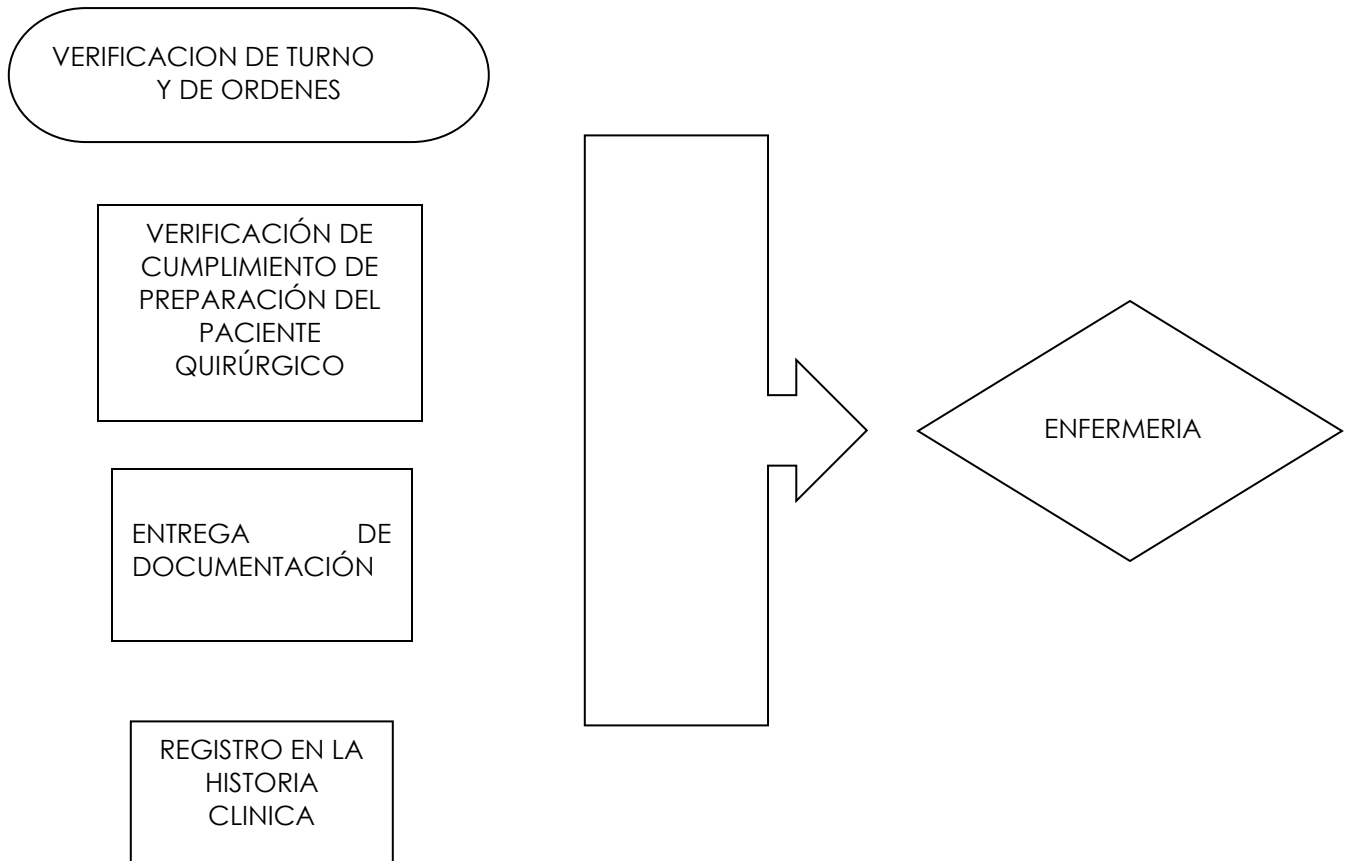 VERIFICACION DE TURNO
Y DE ORDENES
VERIFICACIÓN DE
CUMPLIMIENTO DE
PREPARACIÓN DEL
PACIENTE
QUIRÚRGICO
ENTREGA DE
DOCUMENTACIÓN
REGISTRO EN LA
HISTORIA
CLINICA
ENFERMERIA